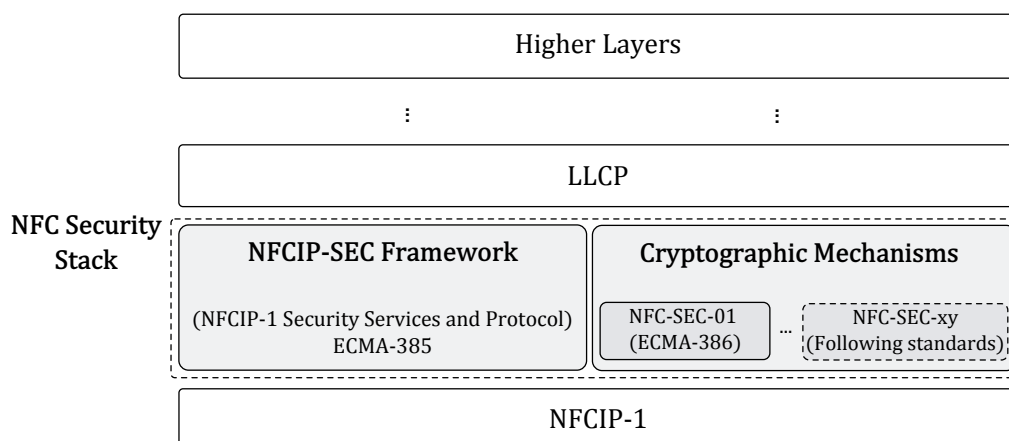 Higher Layers
⋮ ⋮
LLCP
NFC Security
Stack
NFCIP-SEC Framework
(NFCIP-1 Security Services and Protocol)
ECMA-385
Cryptographic Mechanisms
NFC-SEC-01
(ECMA-386)
...
NFC-SEC-xy
(Following standards)
NFCIP-1